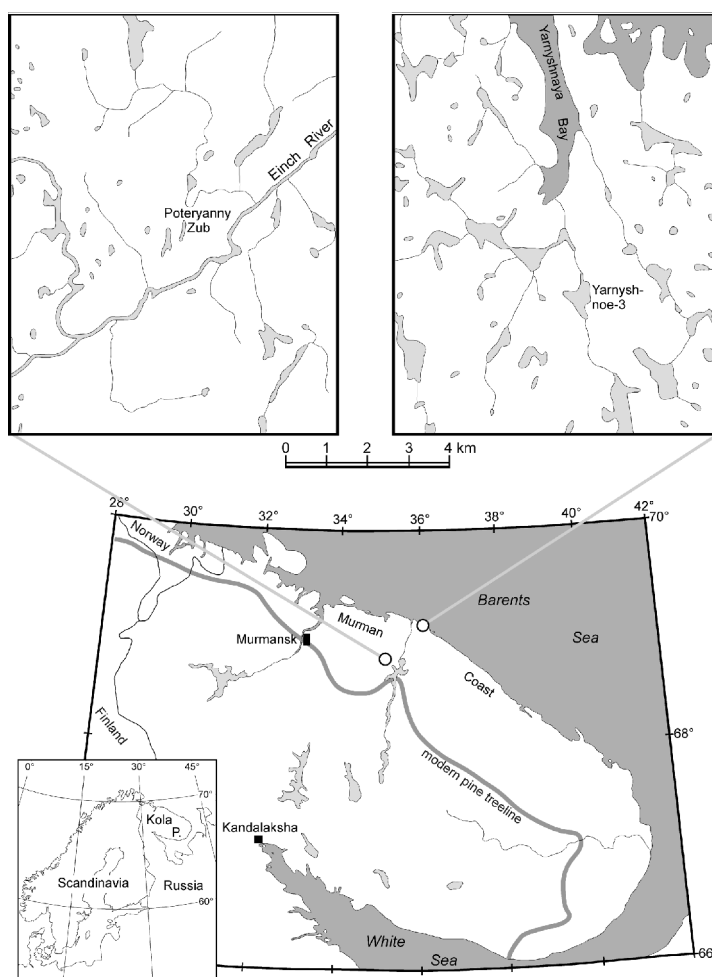 Einch River
Poteryanny
Zub
Yarnyshnaya
Bay
Yarnysh-
noe-3
0 1 2 3 4 km
28° 30° 32° 34° 36° 38° 40° 42°
70°
Norway
Barents
Sea
Murman
Coast
Murmansk
Finland
68°
modern pine treeline
Kandalaksha
White
Sea
66
0° 15° 30° 45°
70°
Kola
P.
Scandinavia
Russia
60°